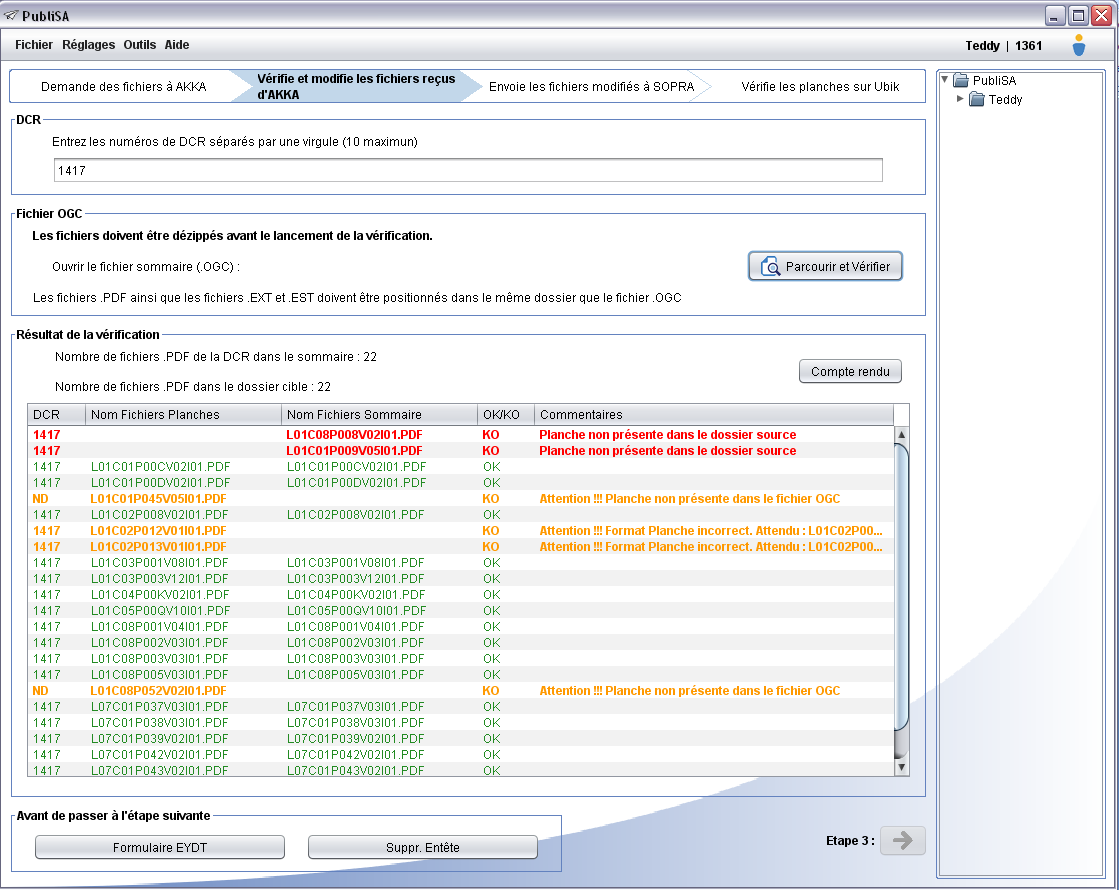 PubliSA
Fichier Réglages Outils Aide
Teddy | 1361
Demande des fichiers à AKKA
Vérifie et modifie les fichiers reçus
d'AKKA
Envoie les fichiers modifiés à SOPRA
Vérifie les planches sur Ubik
PubliSA
Teddy
DCR
Entrez les numéros de DCR séparés par une virgule (10 maximun)
1417
Fichier OGC
Les fichiers doivent être dézippés avant le lancement de la vérification.
Ouvrir le fichier sommaire (.OGC) :
Parcourir et Vérifier
Les fichiers .PDF ainsi que les fichiers .EXT et .EST doivent être positionnés dans le même dossier que le fichier .OGC
Résultat de la vérification
Nombre de fichiers .PDF de la DCR dans le sommaire : 22
Compte rendu
Nombre de fichiers .PDF dans le dossier cible : 22
DCR Nom Fichiers Planches Nom Fichiers Sommaire OK/KO Commentaires
1417 L01C08P008V02I01.PDF KO Planche non présente dans le dossier source
1417 L01C01P009V05I01.PDF KO Planche non présente dans le dossier source
1417 L01C01P00CV02I01.PDF L01C01P00CV02I01.PDF OK
1417 L01C01P00DV02I01.PDF L01C01P00DV02I01.PDF OK
ND L01C01P045V05I01.PDF KO Attention !!! Planche non présente dans le fichier OGC
1417 L01C02P008V02I01.PDF L01C02P008V02I01.PDF OK
1417 L01C02P012V01I01.PDF KO Attention !!! Format Planche incorrect. Attendu : L01C02P00...
1417 L01C02P013V01I01.PDF KO Attention !!! Format Planche incorrect. Attendu : L01C02P00...
1417 L01C03P001V08I01.PDF L01C03P001V08I01.PDF OK
1417 L01C03P003V12I01.PDF L01C03P003V12I01.PDF OK
1417 L01C04P00KV02I01.PDF L01C04P00KV02I01.PDF OK
1417 L01C05P00QV10I01.PDF L01C05P00QV10I01.PDF OK
1417 L01C08P001V04I01.PDF L01C08P001V04I01.PDF OK
1417 L01C08P002V03I01.PDF L01C08P002V03I01.PDF OK
1417 L01C08P003V03I01.PDF L01C08P003V03I01.PDF OK
1417 L01C08P005V03I01.PDF L01C08P005V03I01.PDF OK
ND L01C08P052V02I01.PDF KO Attention !!! Planche non présente dans le fichier OGC
1417 L07C01P037V03I01.PDF L07C01P037V03I01.PDF OK
1417 L07C01P038V03I01.PDF L07C01P038V03I01.PDF OK
1417 L07C01P039V02I01.PDF L07C01P039V02I01.PDF OK
1417 L07C01P042V02I01.PDF L07C01P042V02I01.PDF OK
1417 L07C01P043V02I01.PDF L07C01P043V02I01.PDF OK
Avant de passer à l'étape suivante
Formulaire EYDT
Suppr. Entête
Etape 3 :